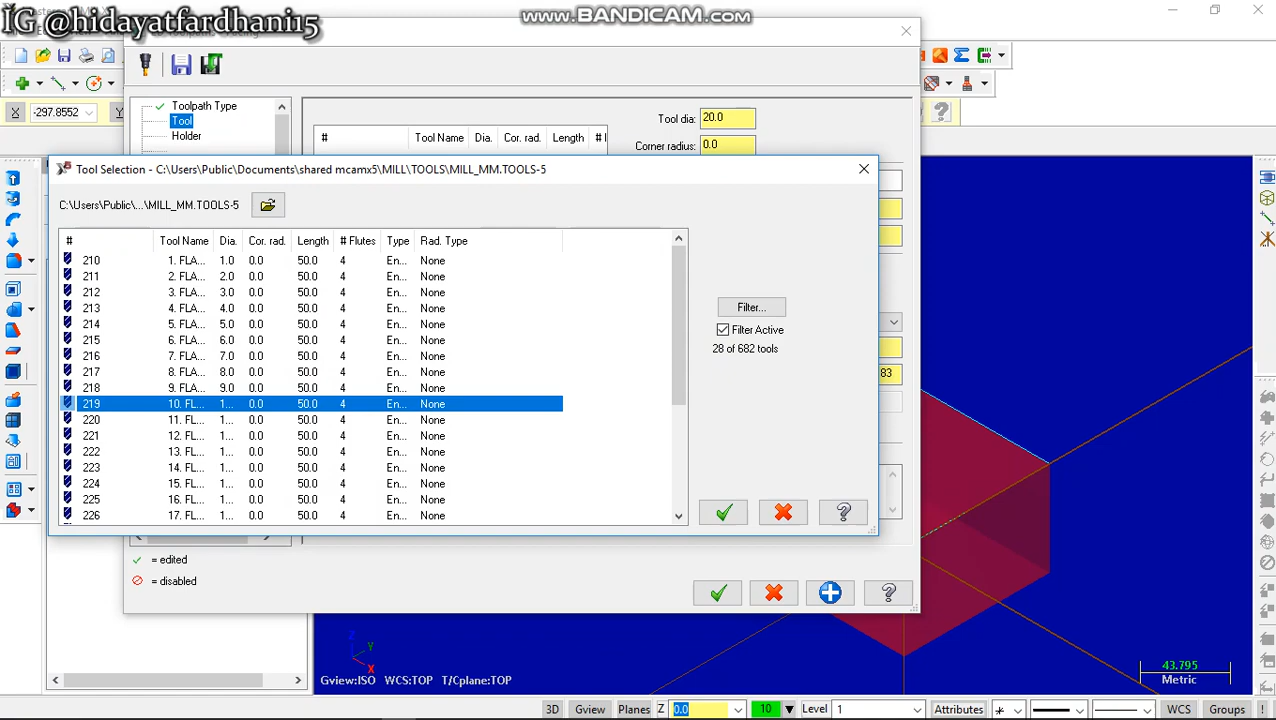 IG @hidayatfardhani15
www.BANDICAM.com
X -297.8552
Toolpath Type
Tool
Holder
# Tool Name Dia. Cor. rad. Length # I
Tool dia: 20.0
Corner radius: 0.0
Tool Selection - C:\Users\Public\Documents\shared mcamx5\MILL\TOOLS\MILL_MM.TOOLS-5
C:\Users\Public\...\MILL_MM.TOOLS-5
# Tool Name Dia. Cor. rad. Length # Flutes Type Rad. Type
210 1. FLA... 1.0 0.0 50.0 4 En... None
211 2. FLA... 2.0 0.0 50.0 4 En... None
212 3. FLA... 3.0 0.0 50.0 4 En... None
213 4. FLA... 4.0 0.0 50.0 4 En... None
214 5. FLA... 5.0 0.0 50.0 4 En... None
215 6. FLA... 6.0 0.0 50.0 4 En... None
216 7. FLA... 7.0 0.0 50.0 4 En... None
217 8. FLA... 8.0 0.0 50.0 4 En... None
218 9. FLA... 9.0 0.0 50.0 4 En... None
219 10. FL... 1... 0.0 50.0 4 En... None
220 11. FL... 1... 0.0 50.0 4 En... None
221 12. FL... 1... 0.0 50.0 4 En... None
222 13. FL... 1... 0.0 50.0 4 En... None
223 14. FL... 1... 0.0 50.0 4 En... None
224 15. FL... 1... 0.0 50.0 4 En... None
225 16. FL... 1... 0.0 50.0 4 En... None
226 17. FL... 1... 0.0 50.0 4 En... None
Filter...
Filter Active
28 of 682 tools
83
= edited
= disabled
Z
Y
X
Gview:ISO WCS:TOP T/Cplane:TOP
43.795
Metric
3D Gview Planes Z 0.0 10 Level 1 Attributes WCS Groups